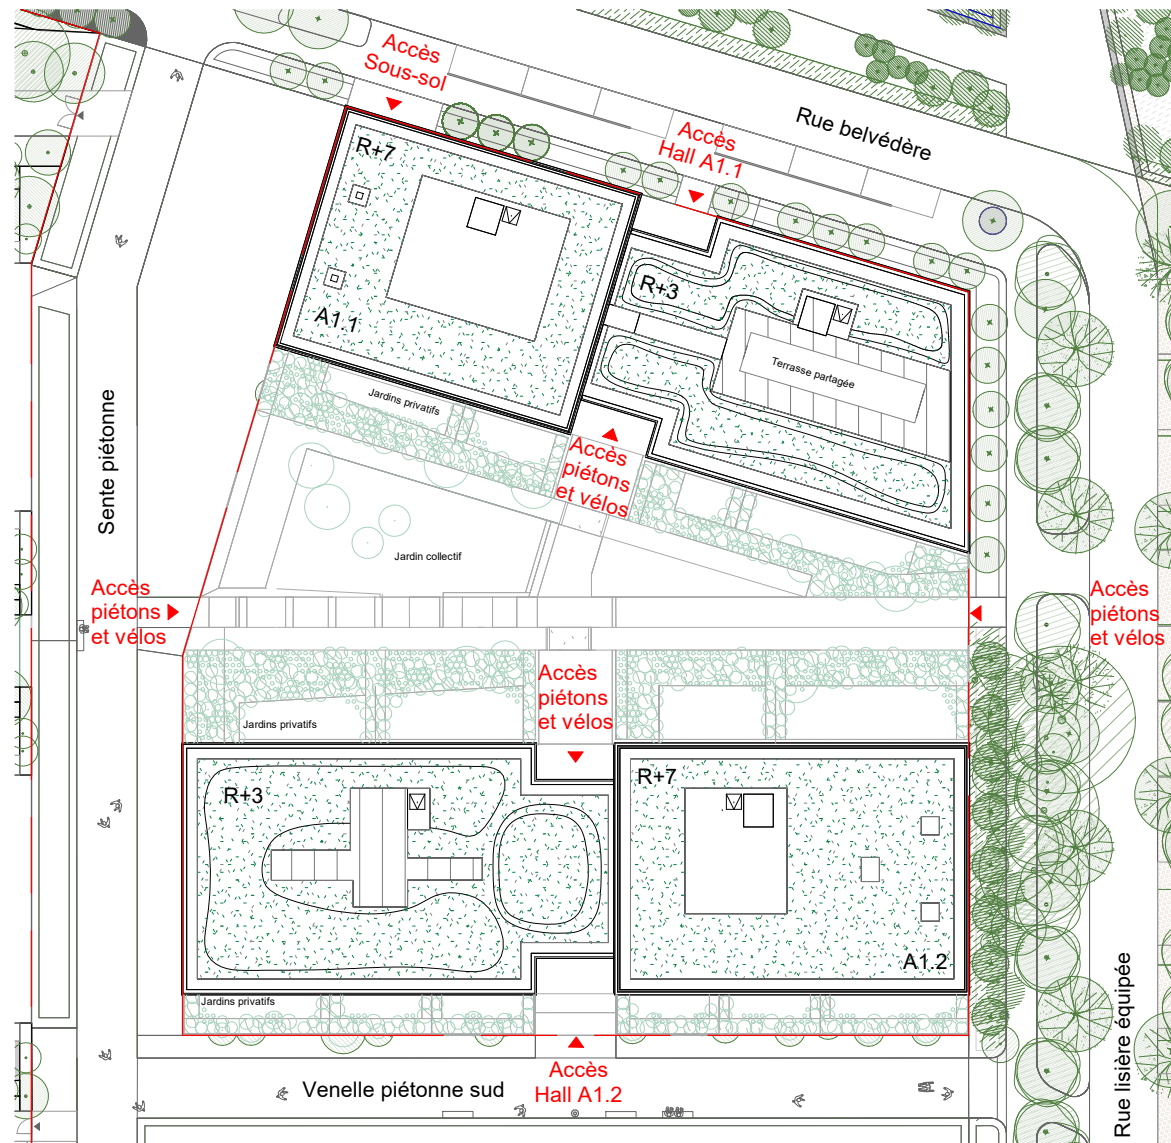 Accès
Sous-sol
Rue belvédère
Accès
Hall A1.1
R+7
R+3
A1.1
Terrasse partagée
Jardins privatifs
Accès
piétons
et vélos
Sente piétonne
Jardin collectif
Accès
piétons
et vélos
Accès
piétons
et vélos
Accès
piétons
et vélos
Jardins privatifs
R+3
R+7
A1.2
Jardins privatifs
Rue lisière équipée
Venelle piétonne sud
Accès
Hall A1.2